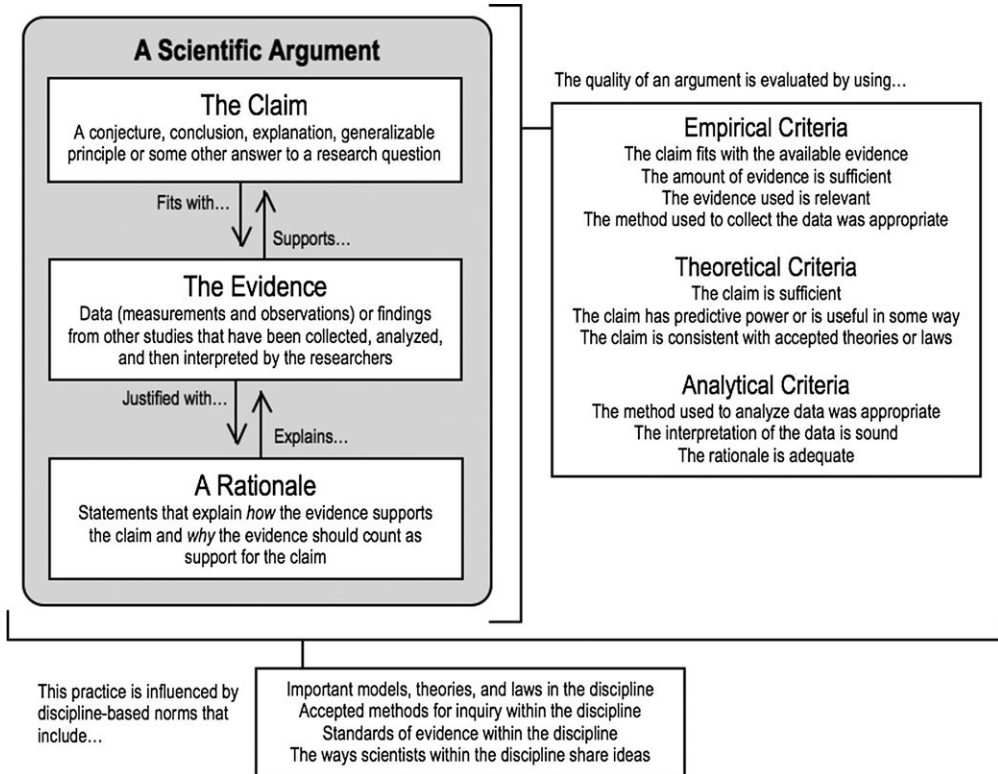 A Scientific Argument
The Claim
A conjecture, conclusion, explanation, generalizable
principle or some other answer to a research question
Fits with…
Supports…
The Evidence
Data (measurements and observations) or findings
from other studies that have been collected, analyzed,
and then interpreted by the researchers
Justified with…
Explains…
A Rationale
Statements that explain how the evidence supports
the claim and why the evidence should count as
support for the claim
The quality of an argument is evaluated by using…
Empirical Criteria
The claim fits with the available evidence
The amount of evidence is sufficient
The evidence used is relevant
The method used to collect the data was appropriate
Theoretical Criteria
The claim is sufficient
The claim has predictive power or is useful in some way
The claim is consistent with accepted theories or laws
Analytical Criteria
The method used to analyze data was appropriate
The interpretation of the data is sound
The rationale is adequate
This practice is influenced by
discipline-based norms that
include…
Important models, theories, and laws in the discipline
Accepted methods for inquiry within the discipline
Standards of evidence within the discipline
The ways scientists within the discipline share ideas